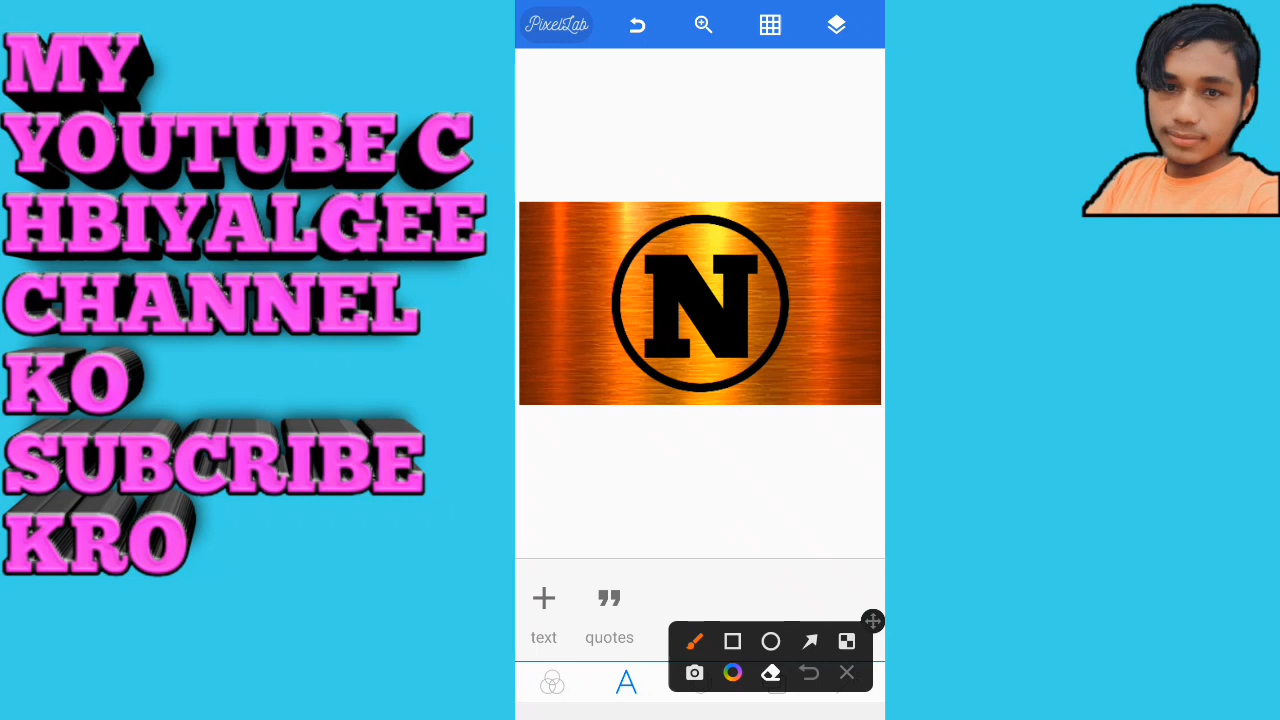 MY
YOUTUBE C
HBIYALGEE
CHANNEL
KO
SUBCRIBE
KRO
PixelLab
N
text
quotes